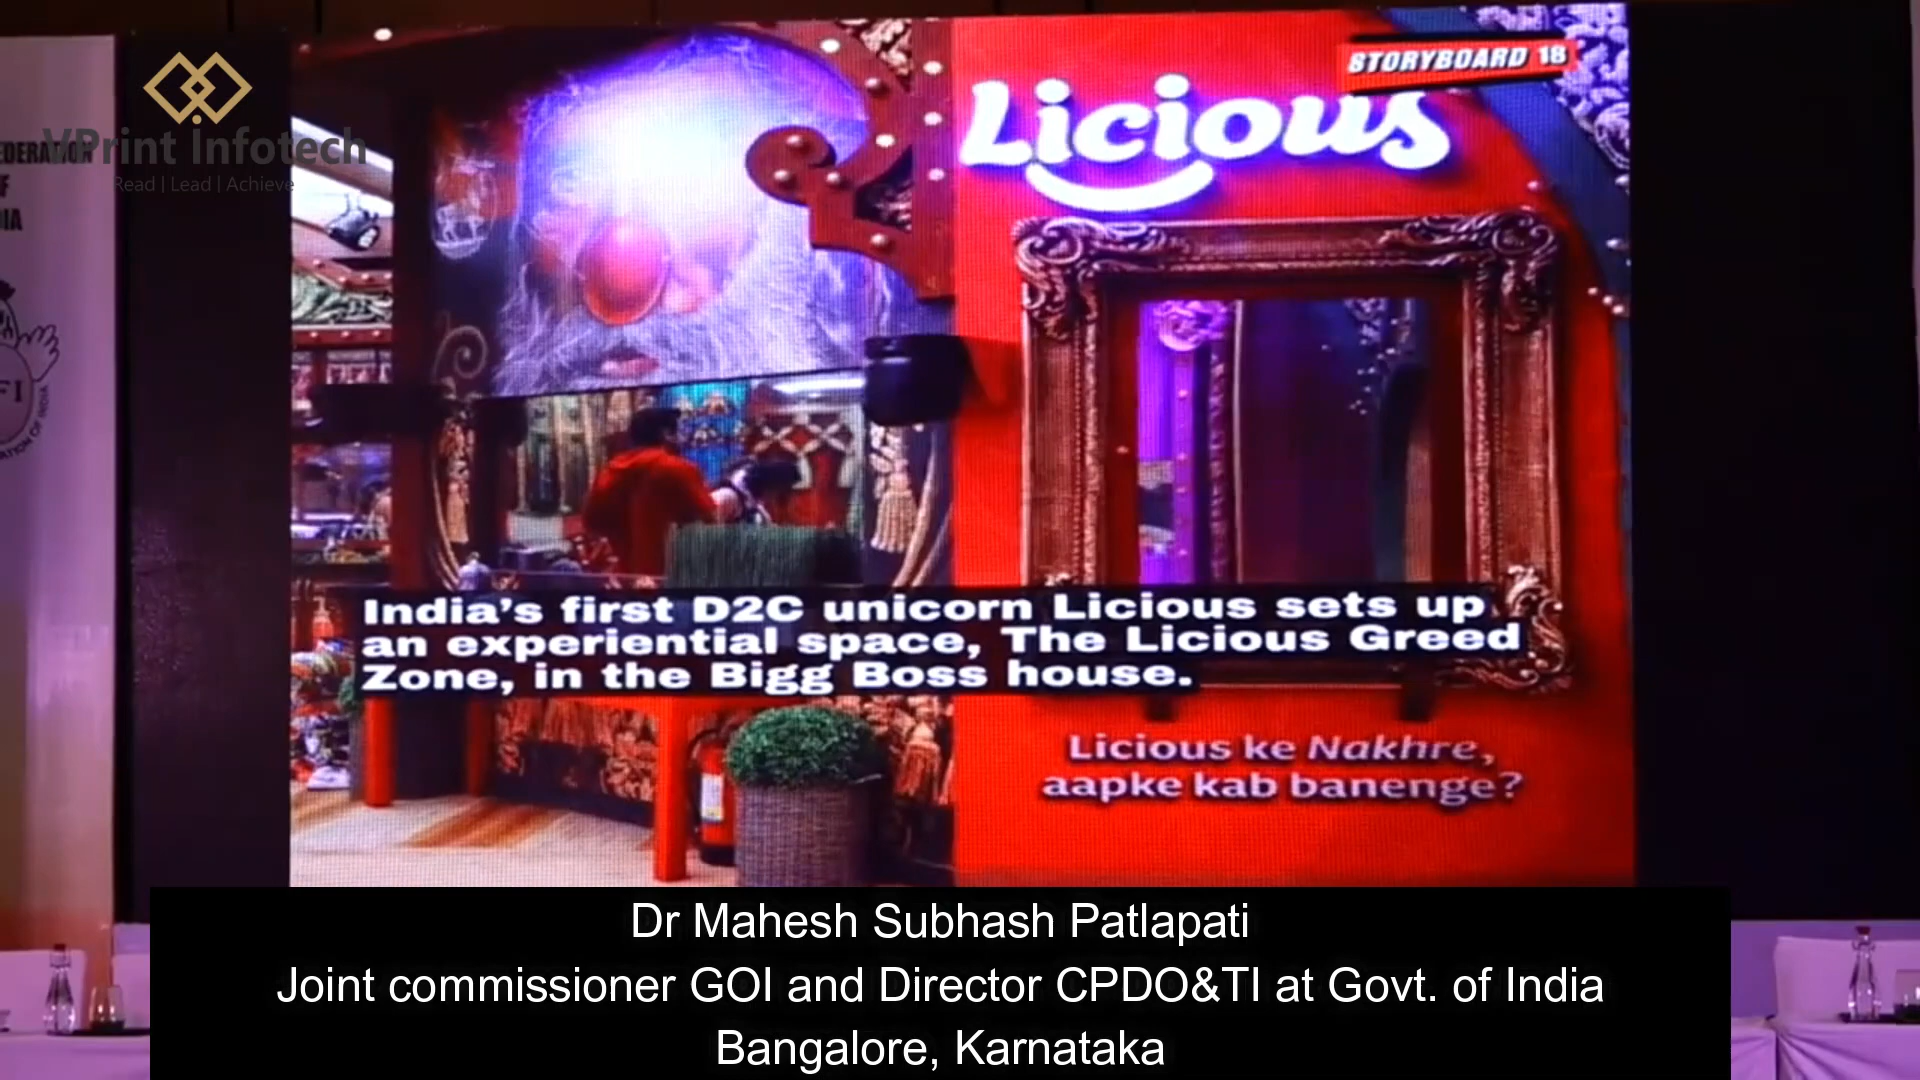 STORYBOARD 18
Licious
VPrint Infotech
Read | Lead | Achieve
India's first D2C unicorn Licious sets up
an experiential space, The Licious Greed
Zone, in the Bigg Boss house.
Licious ke Nakhre,
aapke kab banenge?
Dr Mahesh Subhash Patlapati
Joint commissioner GOI and Director CPDO&TI at Govt. of India
Bangalore, Karnataka